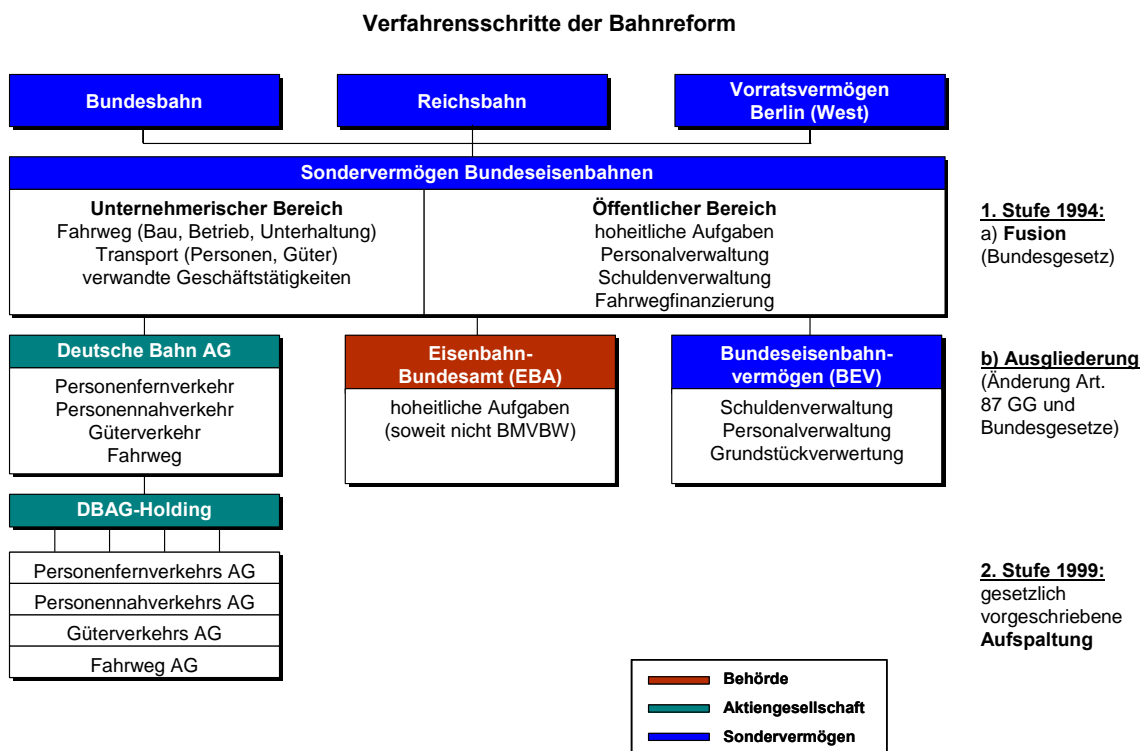 Verfahrensschritte der Bahnreform
Bundesbahn
Reichsbahn
Vorratsvermögen
Berlin (West)
Sondervermögen Bundeseisenbahnen
Unternehmerischer Bereich
Fahrweg (Bau, Betrieb, Unterhaltung)
Transport (Personen, Güter)
verwandte Geschäftstätigkeiten
Öffentlicher Bereich
hoheitliche Aufgaben
Personalverwaltung
Schuldenverwaltung
Fahrwegfinanzierung
1. Stufe 1994:
a) Fusion
(Bundesgesetz)
Deutsche Bahn AG
Personenfernverkehr
Personennahverkehr
Güterverkehr
Fahrweg
Eisenbahn-
Bundesamt (EBA)
hoheitliche Aufgaben
(soweit nicht BMVBW)
Bundeseisenbahn-
vermögen (BEV)
Schuldenverwaltung
Personalverwaltung
Grundstückverwertung
b) Ausgliederung
(Änderung Art.
87 GG und
Bundesgesetze)
DBAG-Holding
Personenfernverkehrs AG
Personennahverkehrs AG
Güterverkehrs AG
Fahrweg AG
2. Stufe 1999:
gesetzlich
vorgeschriebene
Aufspaltung
Behörde
Aktiengesellschaft
Sondervermögen